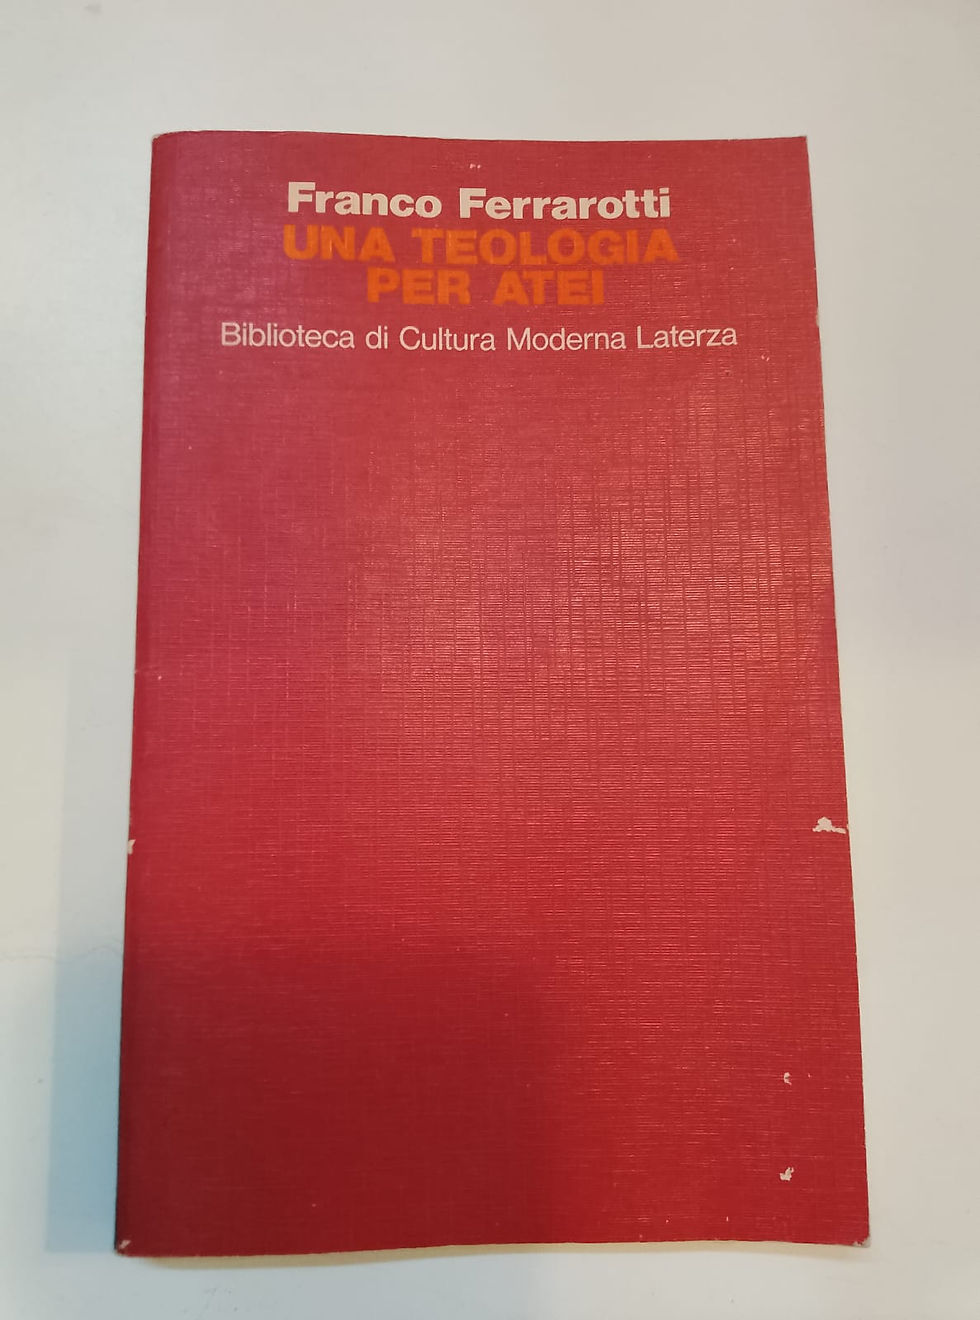 Franco Ferrarotti
UNA TEOLOGIA
PER ATEI
Biblioteca di Cultura Moderna Laterza